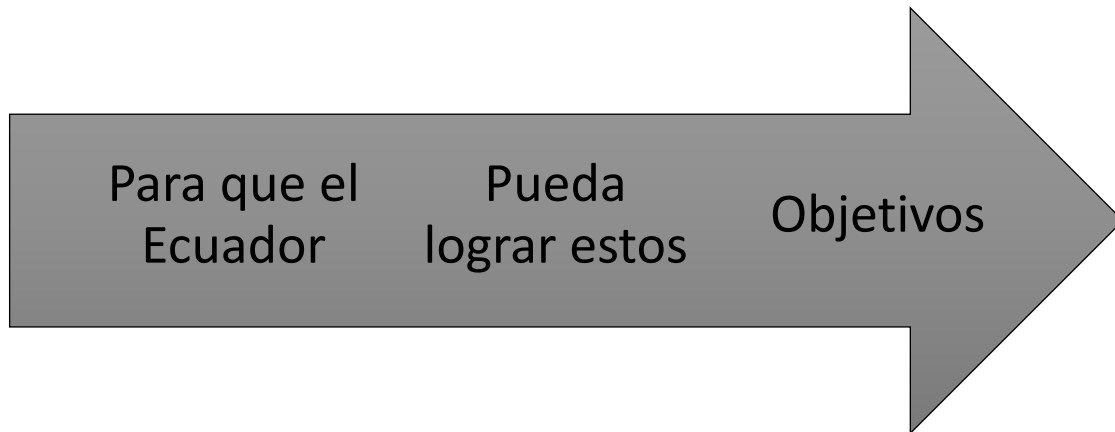 Para que el
Ecuador
Pueda
lograr estos
Objetivos